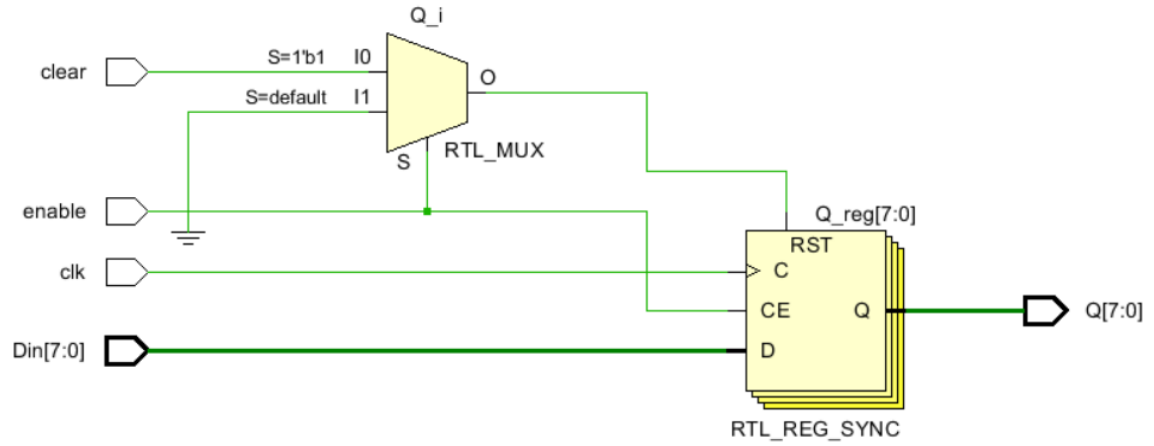 Q_i
clear
S=1'b1 I0
S=default I1
O
S
RTL_MUX
enable
clk
Din[7:0]
Q_reg[7:0]
RST
C
CE
Q
D
RTL_REG_SYNC
Q[7:0]